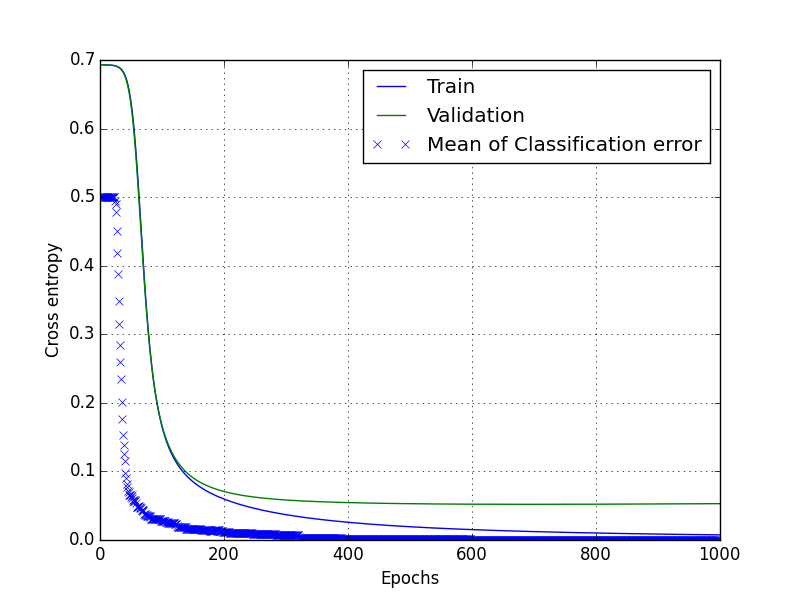 0.7
0.6
0.5
0.4
0.3
0.2
0.1
0.0
Cross entropy
Train
Validation
Mean of Classification error
0 200 400 600 800 1000
Epochs